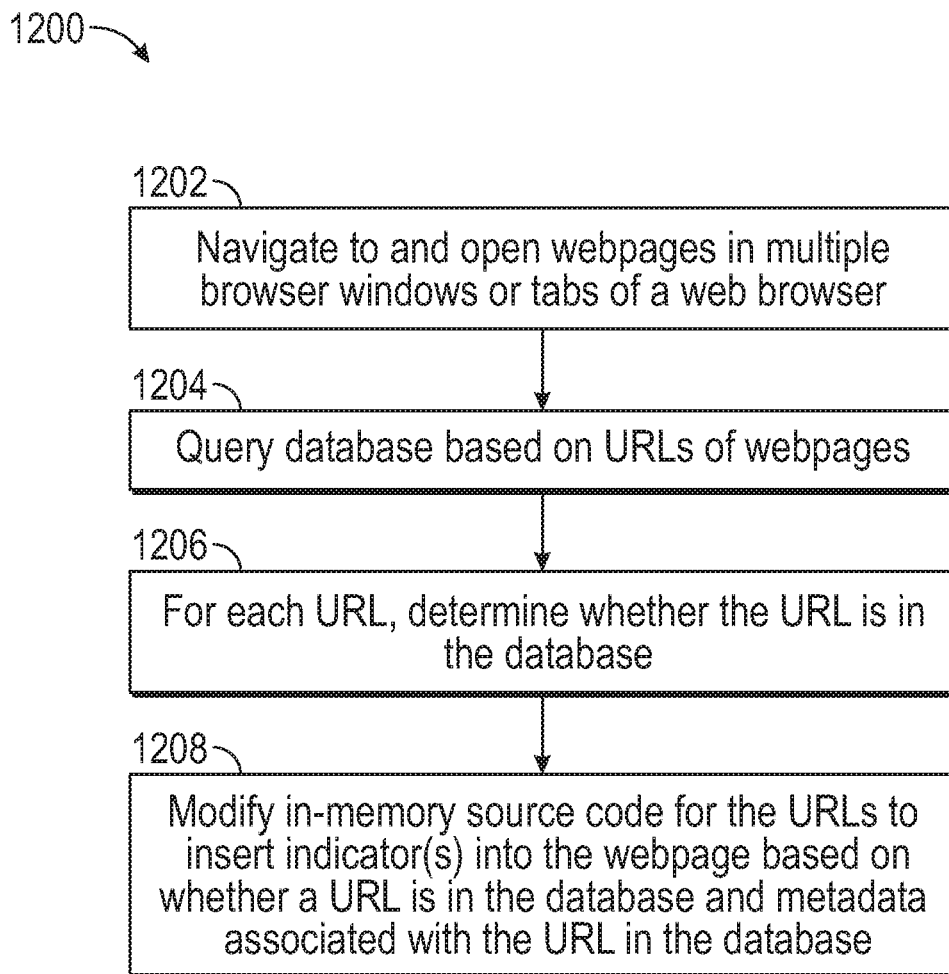 1200
1202
Navigate to and open webpages in multiple
browser windows or tabs of a web browser
1204
Query database based on URLs of webpages
1206
For each URL, determine whether the URL is in
the database
1208
Modify in-memory source code for the URLs to
insert indicator(s) into the webpage based on
whether a URL is in the database and metadata
associated with the URL in the database